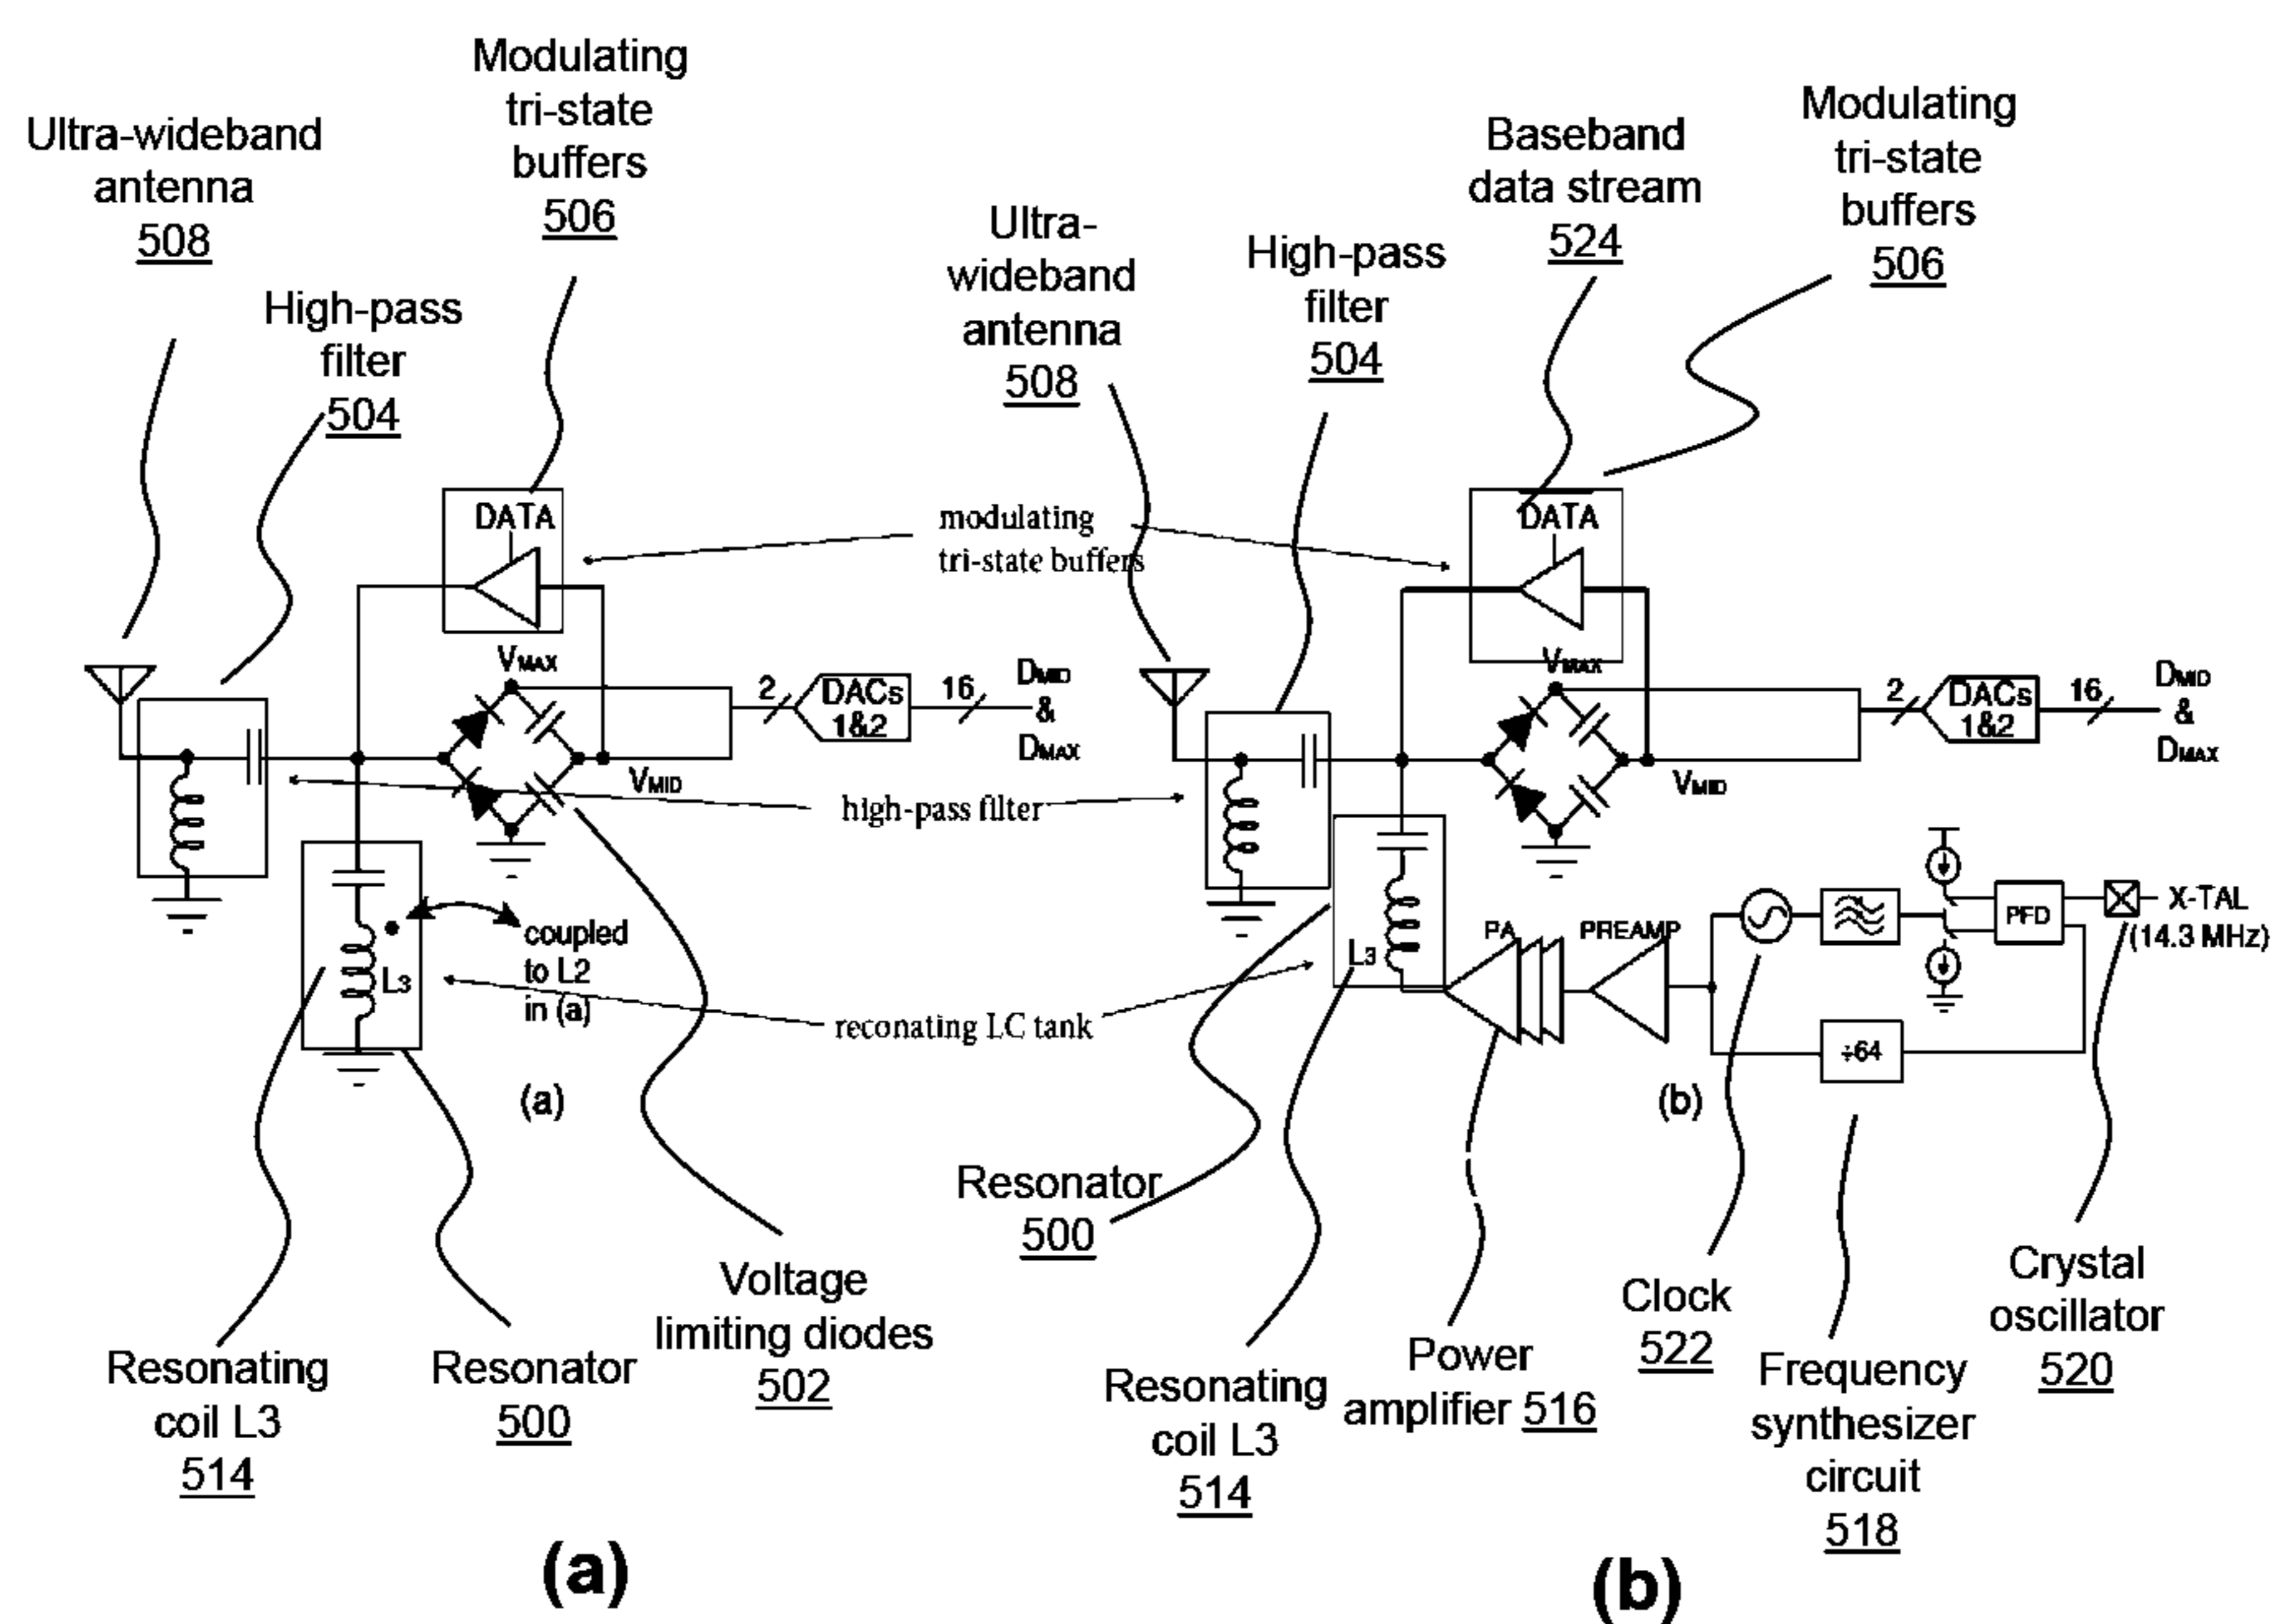 Ultra-wideband
antenna
508
Modulating
tri-state
buffers
506
High-pass
filter
504
DATA
VMAX
VMID
2
DACs
1&2
16
DMID
&
DMAX
L3
coupled
to L2
in (a)
(a)
Resonating
coil L3
514
Resonator
500
Voltage
limiting diodes
502
(a)
modulating
tri-state buffers
high-pass filter
reconating LC tank
Ultra-
wideband
antenna
508
High-pass
filter
504
Baseband
data stream
524
Modulating
tri-state
buffers
506
DATA
VMAX
VMID
2
DACs
1&2
16
DMID
&
DMAX
L3
PA
PREAMP
PFD
X-TAL
(14.3 MHz)
÷64
(b)
Resonator
500
Resonating
coil L3
514
Power
amplifier 516
Clock
522
Frequency
synthesizer
circuit
518
Crystal
oscillator
520
(b)